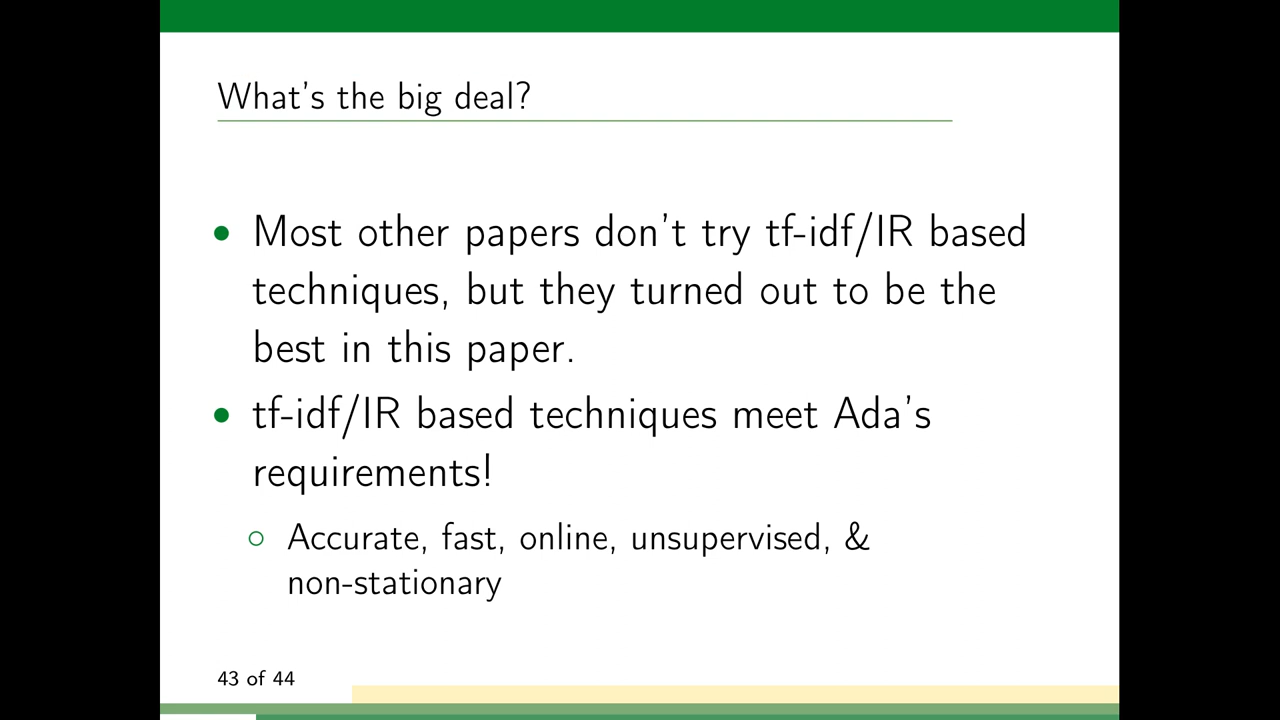 What's the big deal?
• Most other papers don't try tf-idf/IR based
techniques, but they turned out to be the
best in this paper.
• tf-idf/IR based techniques meet Ada's
requirements!
○ Accurate, fast, online, unsupervised, &
non-stationary
43 of 44